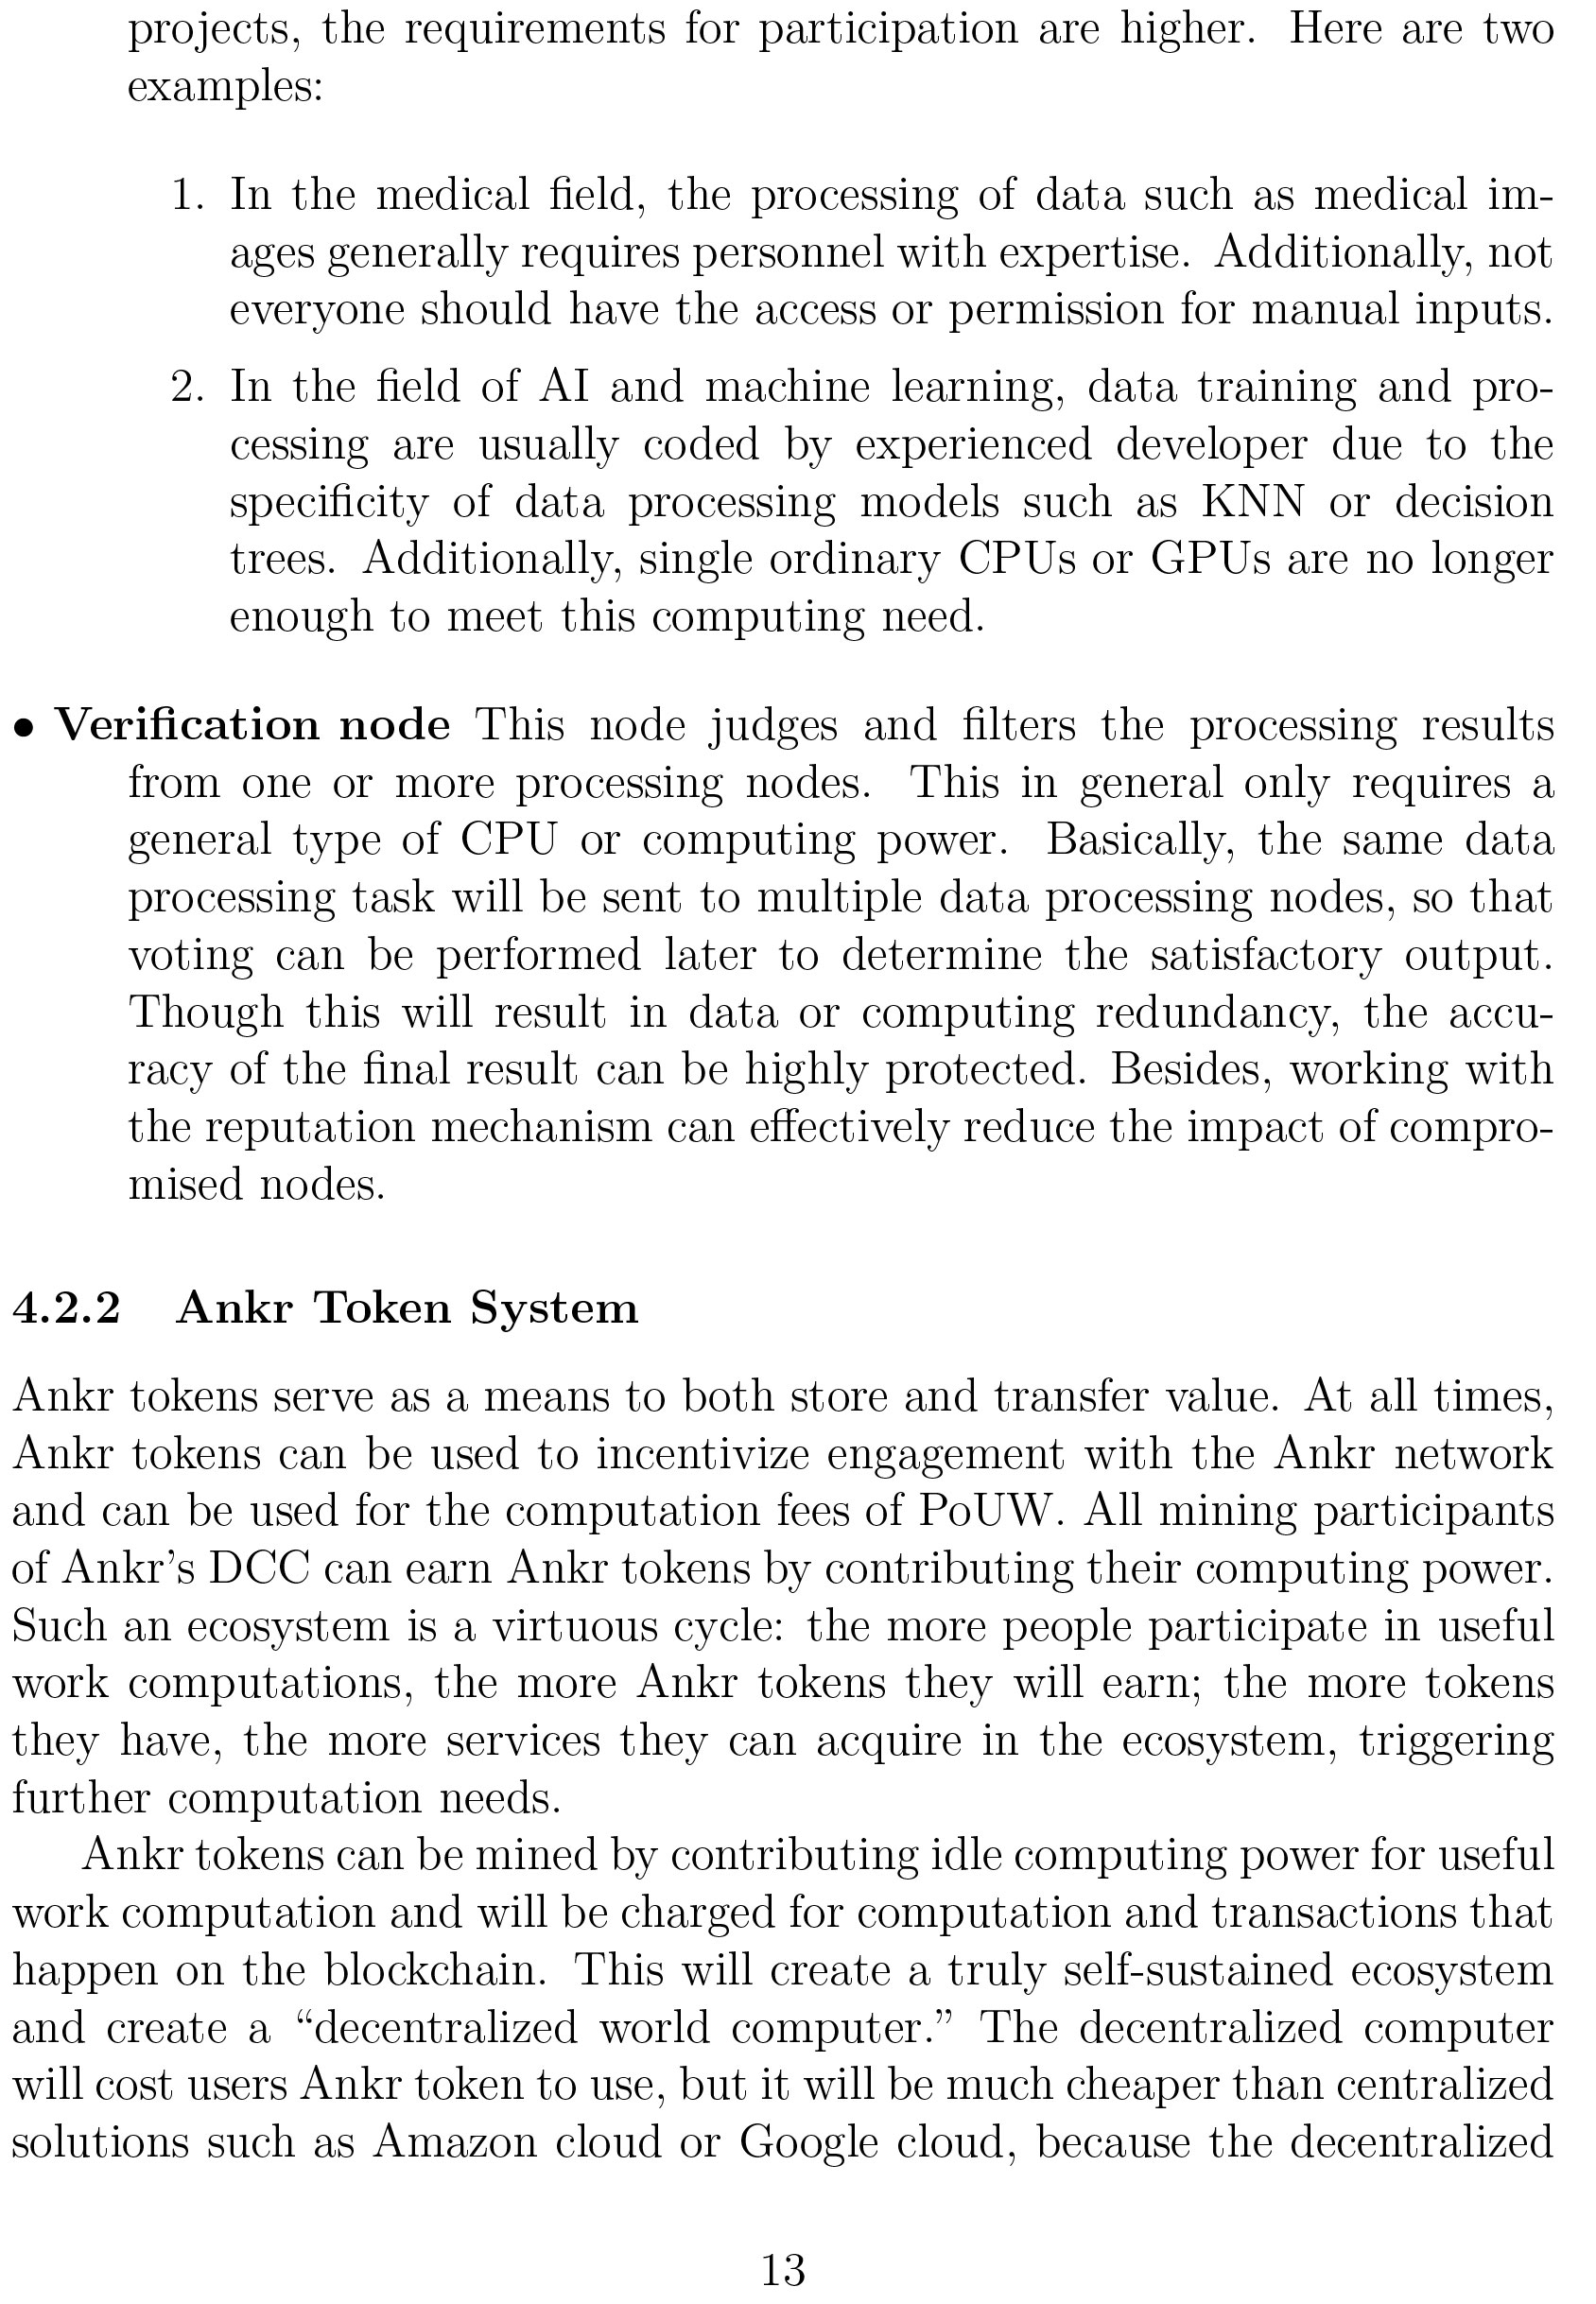 projects, the requirements for participation are higher. Here are two
examples:
1. In the medical field, the processing of data such as medical im-
ages generally requires personnel with expertise. Additionally, not
everyone should have the access or permission for manual inputs.
2. In the field of AI and machine learning, data training and pro-
cessing are usually coded by experienced developer due to the
specificity of data processing models such as KNN or decision
trees. Additionally, single ordinary CPUs or GPUs are no longer
enough to meet this computing need.
• Verification node This node judges and filters the processing results
from one or more processing nodes. This in general only requires a
general type of CPU or computing power. Basically, the same data
processing task will be sent to multiple data processing nodes, so that
voting can be performed later to determine the satisfactory output.
Though this will result in data or computing redundancy, the accu-
racy of the final result can be highly protected. Besides, working with
the reputation mechanism can effectively reduce the impact of compro-
mised nodes.
4.2.2 Ankr Token System
Ankr tokens serve as a means to both store and transfer value. At all times,
Ankr tokens can be used to incentivize engagement with the Ankr network
and can be used for the computation fees of PoUW. All mining participants
of Ankr's DCC can earn Ankr tokens by contributing their computing power.
Such an ecosystem is a virtuous cycle: the more people participate in useful
work computations, the more Ankr tokens they will earn; the more tokens
they have, the more services they can acquire in the ecosystem, triggering
further computation needs.
Ankr tokens can be mined by contributing idle computing power for useful
work computation and will be charged for computation and transactions that
happen on the blockchain. This will create a truly self-sustained ecosystem
and create a “decentralized world computer.” The decentralized computer
will cost users Ankr token to use, but it will be much cheaper than centralized
solutions such as Amazon cloud or Google cloud, because the decentralized
13